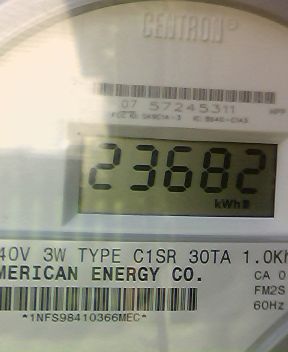 CENTRON®
07 57245311
23682
kWh
40V 3W TYPE C1SR 30TA 1.0Kh
MERICAN ENERGY CO.
CA 0
FM2S
60Hz
*1NFS98410366MEC*